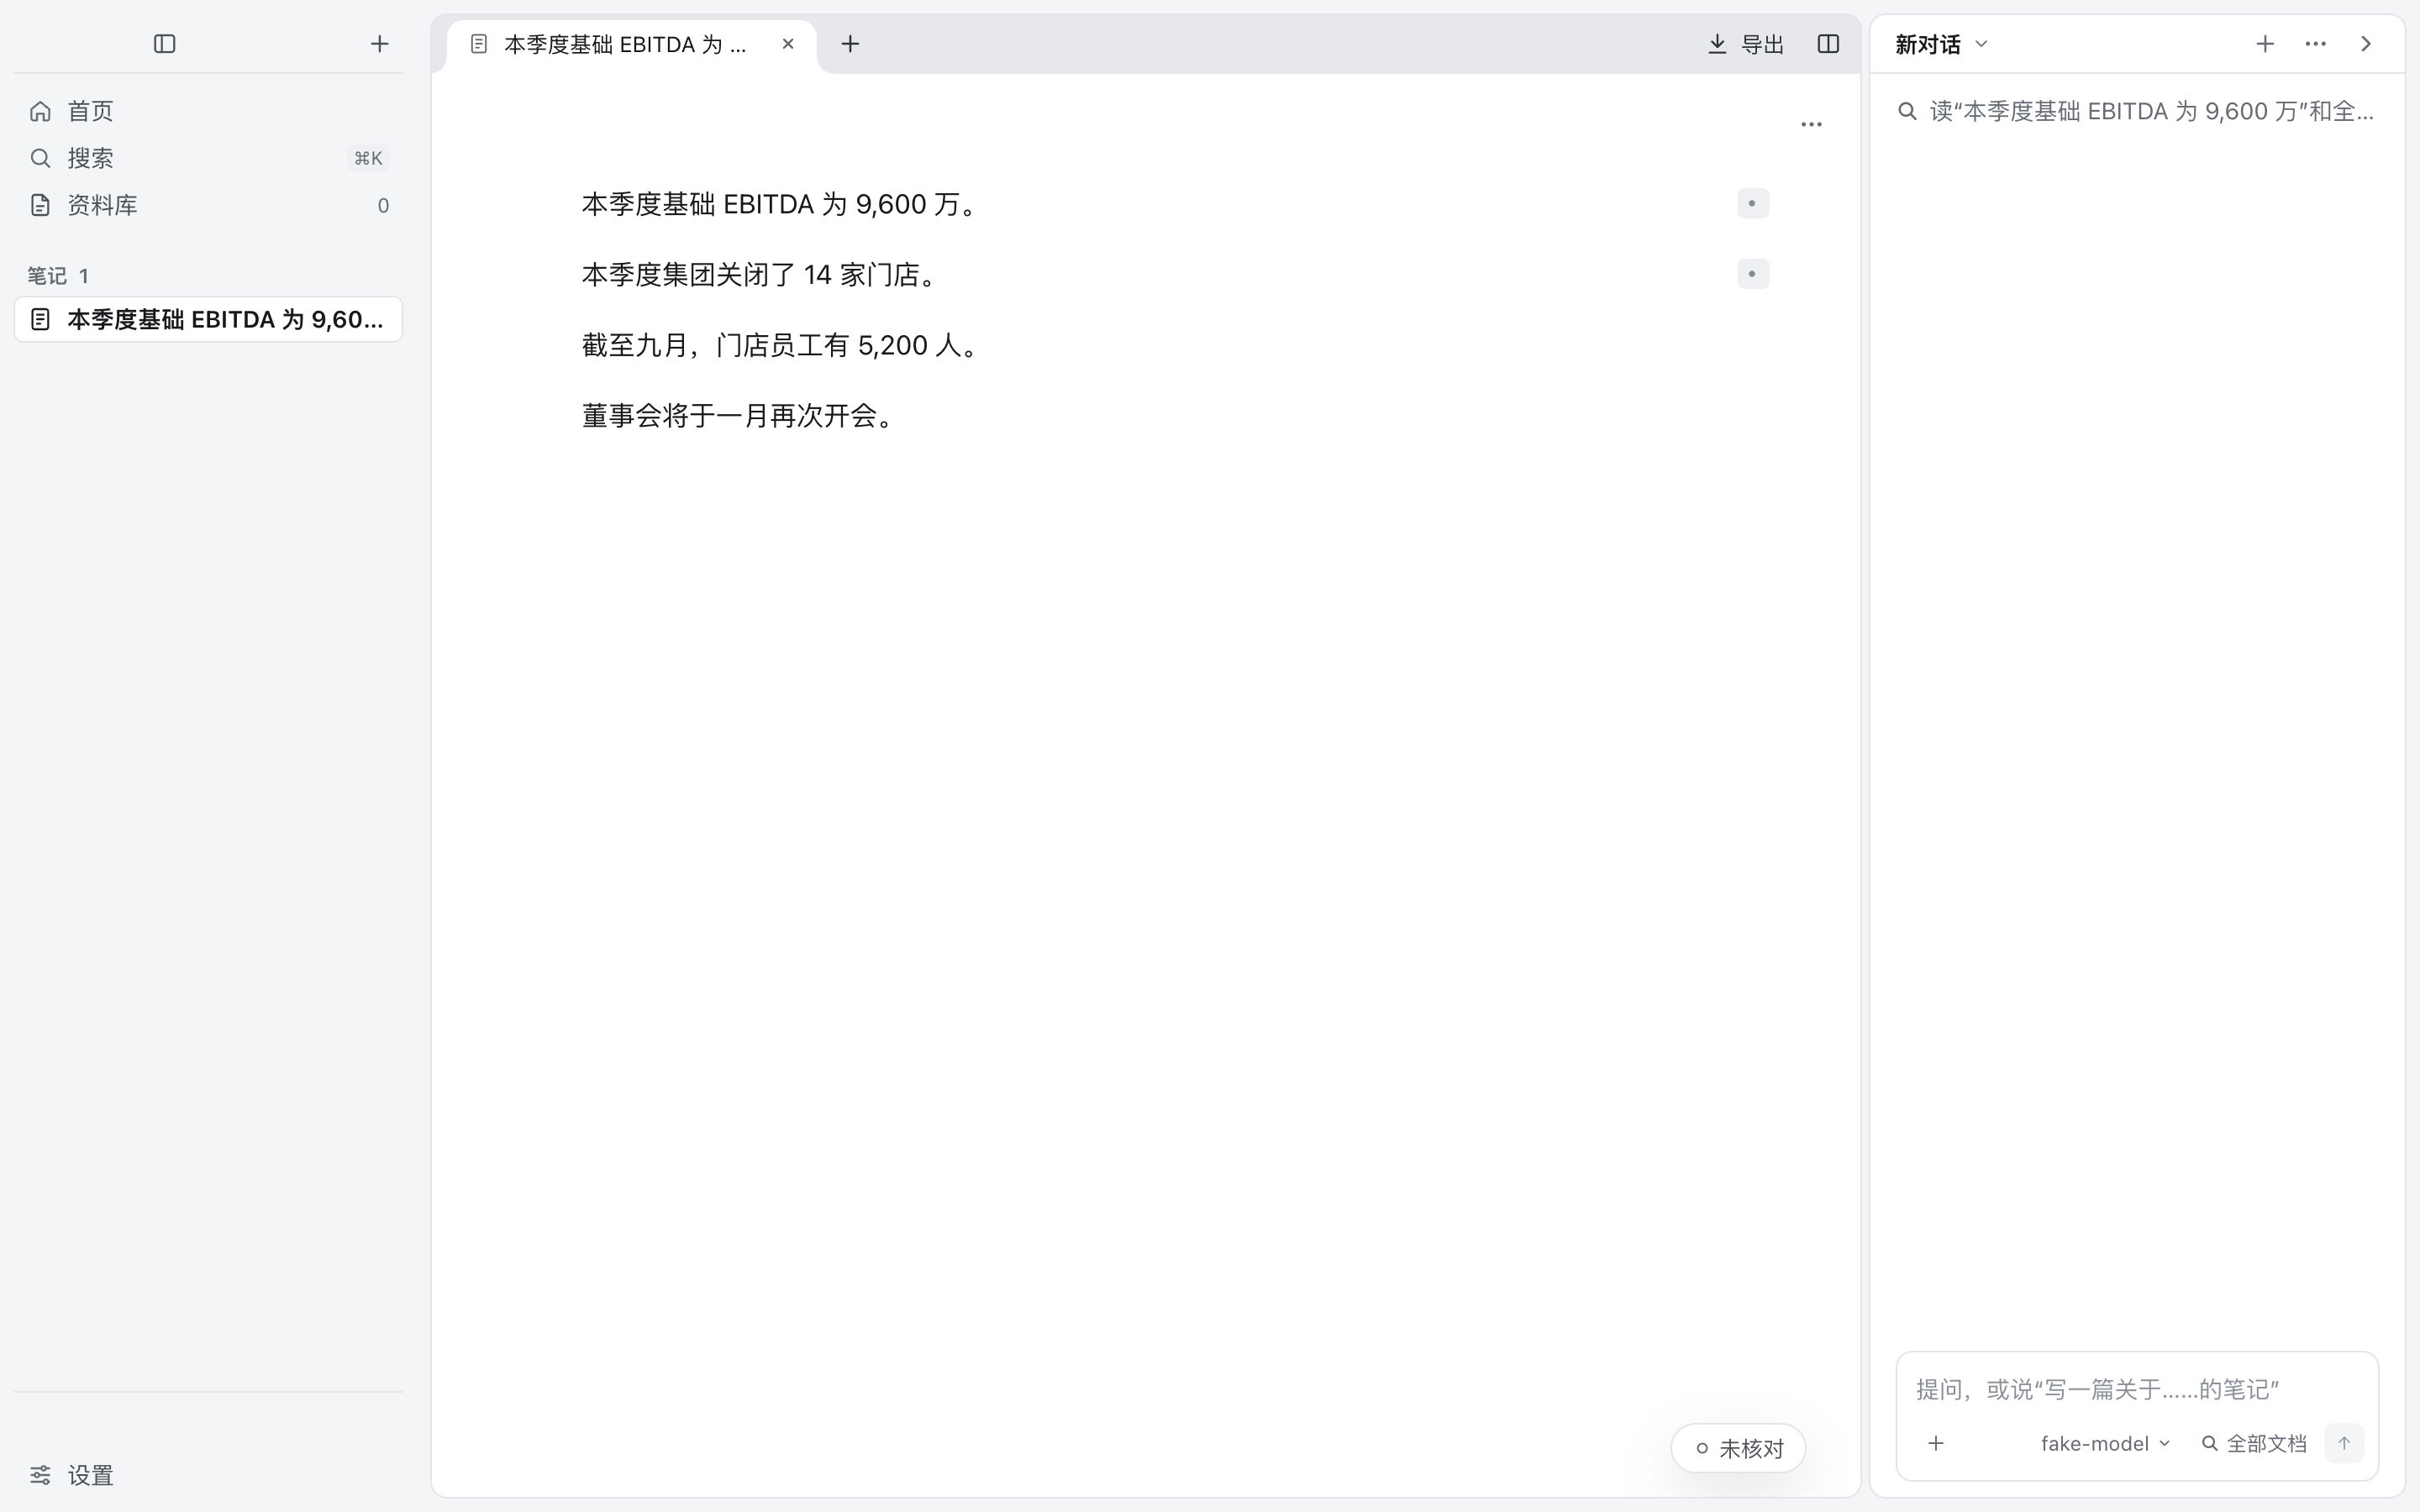 首页
搜索 ⌘K
资料库 0
笔记 1
本季度基础 EBITDA 为 9,60...
设置
本季度基础 EBITDA 为 ...
导出
本季度基础 EBITDA 为 9,600 万。
本季度集团关闭了 14 家门店。
截至九月，门店员工有 5,200 人。
董事会将于一月再次开会。
未核对
新对话
读“本季度基础 EBITDA 为 9,600 万”和全...
提问，或说“写一篇关于……的笔记”
fake-model 全部文档